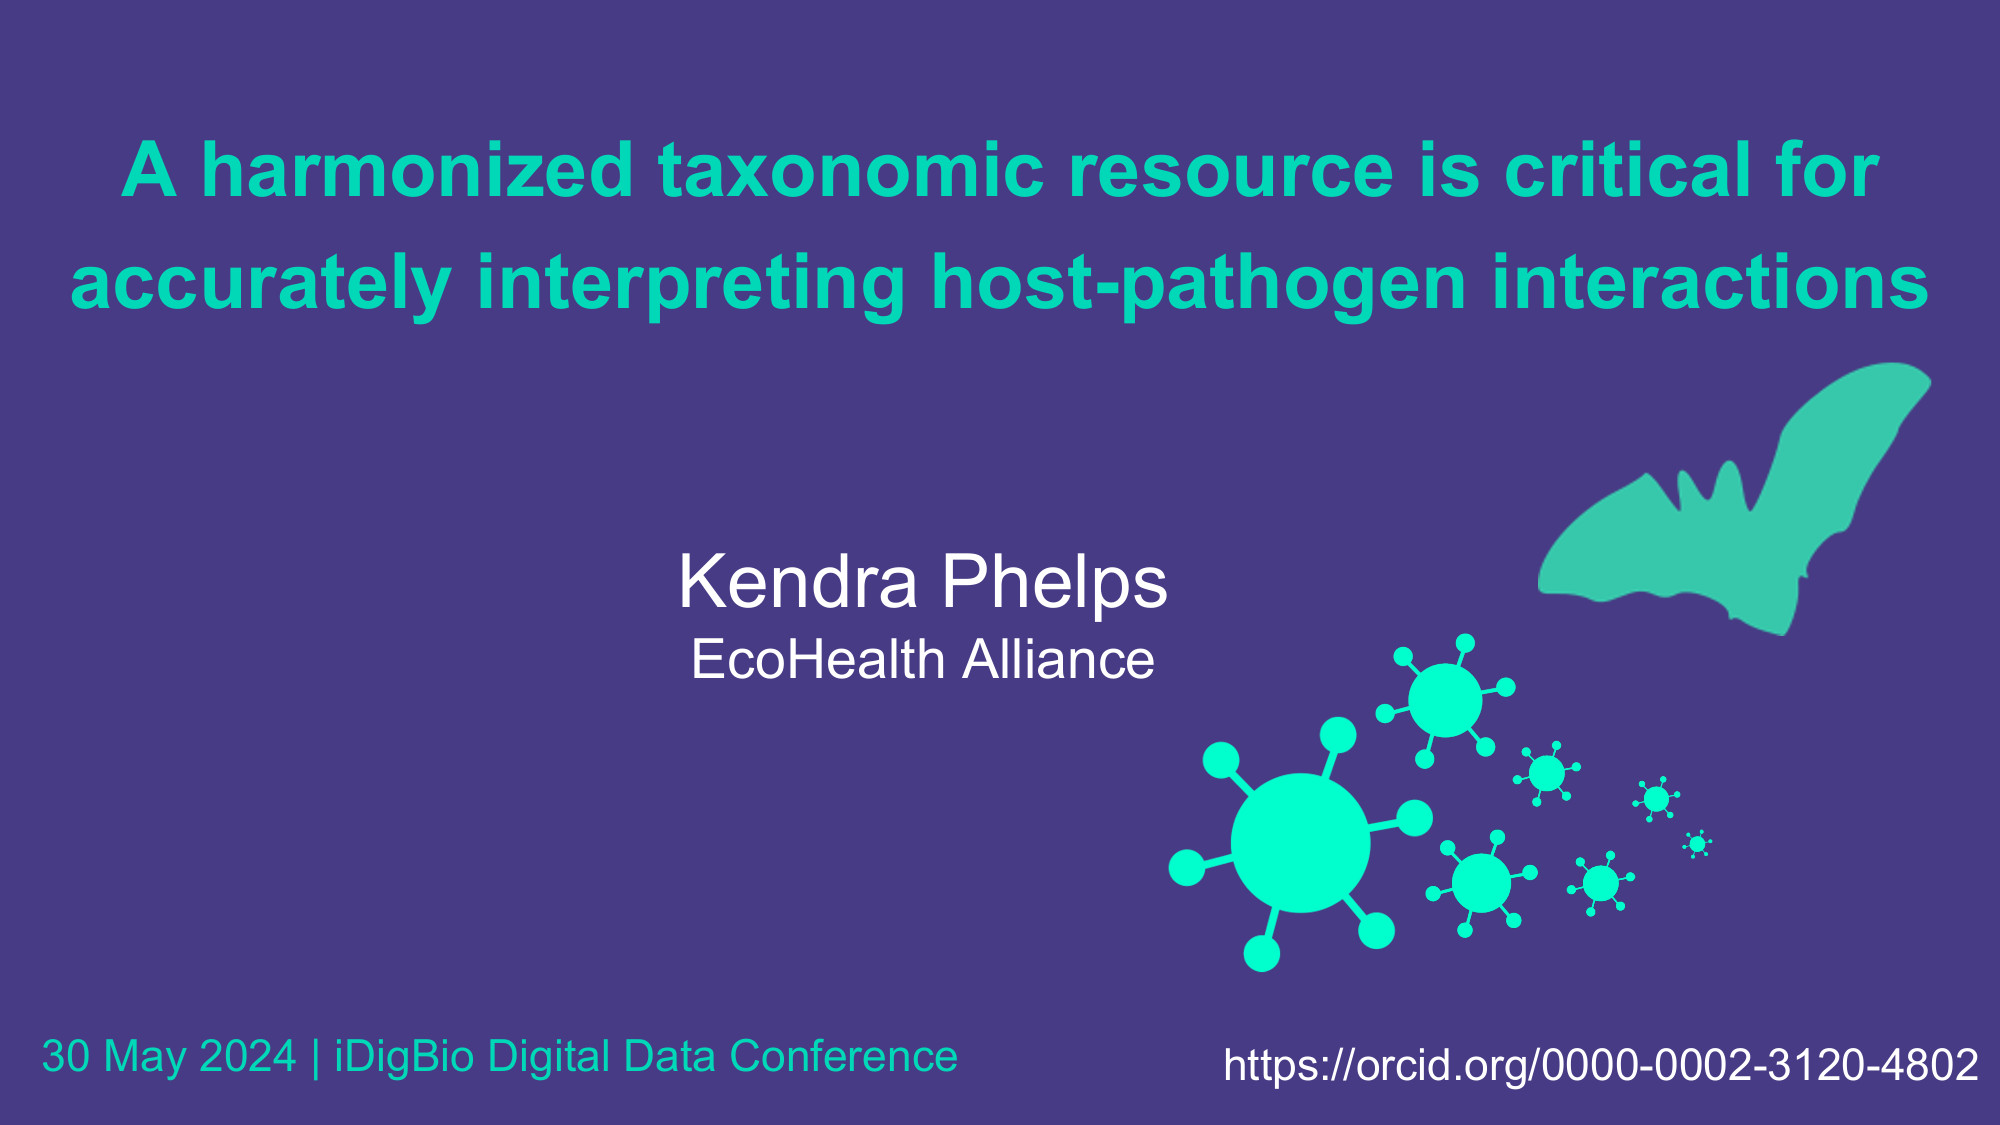 A harmonized taxonomic resource is critical for
accurately interpreting host-pathogen interactions
Kendra Phelps
EcoHealth Alliance
30 May 2024 | iDigBio Digital Data Conference
https://orcid.org/0000-0002-3120-4802